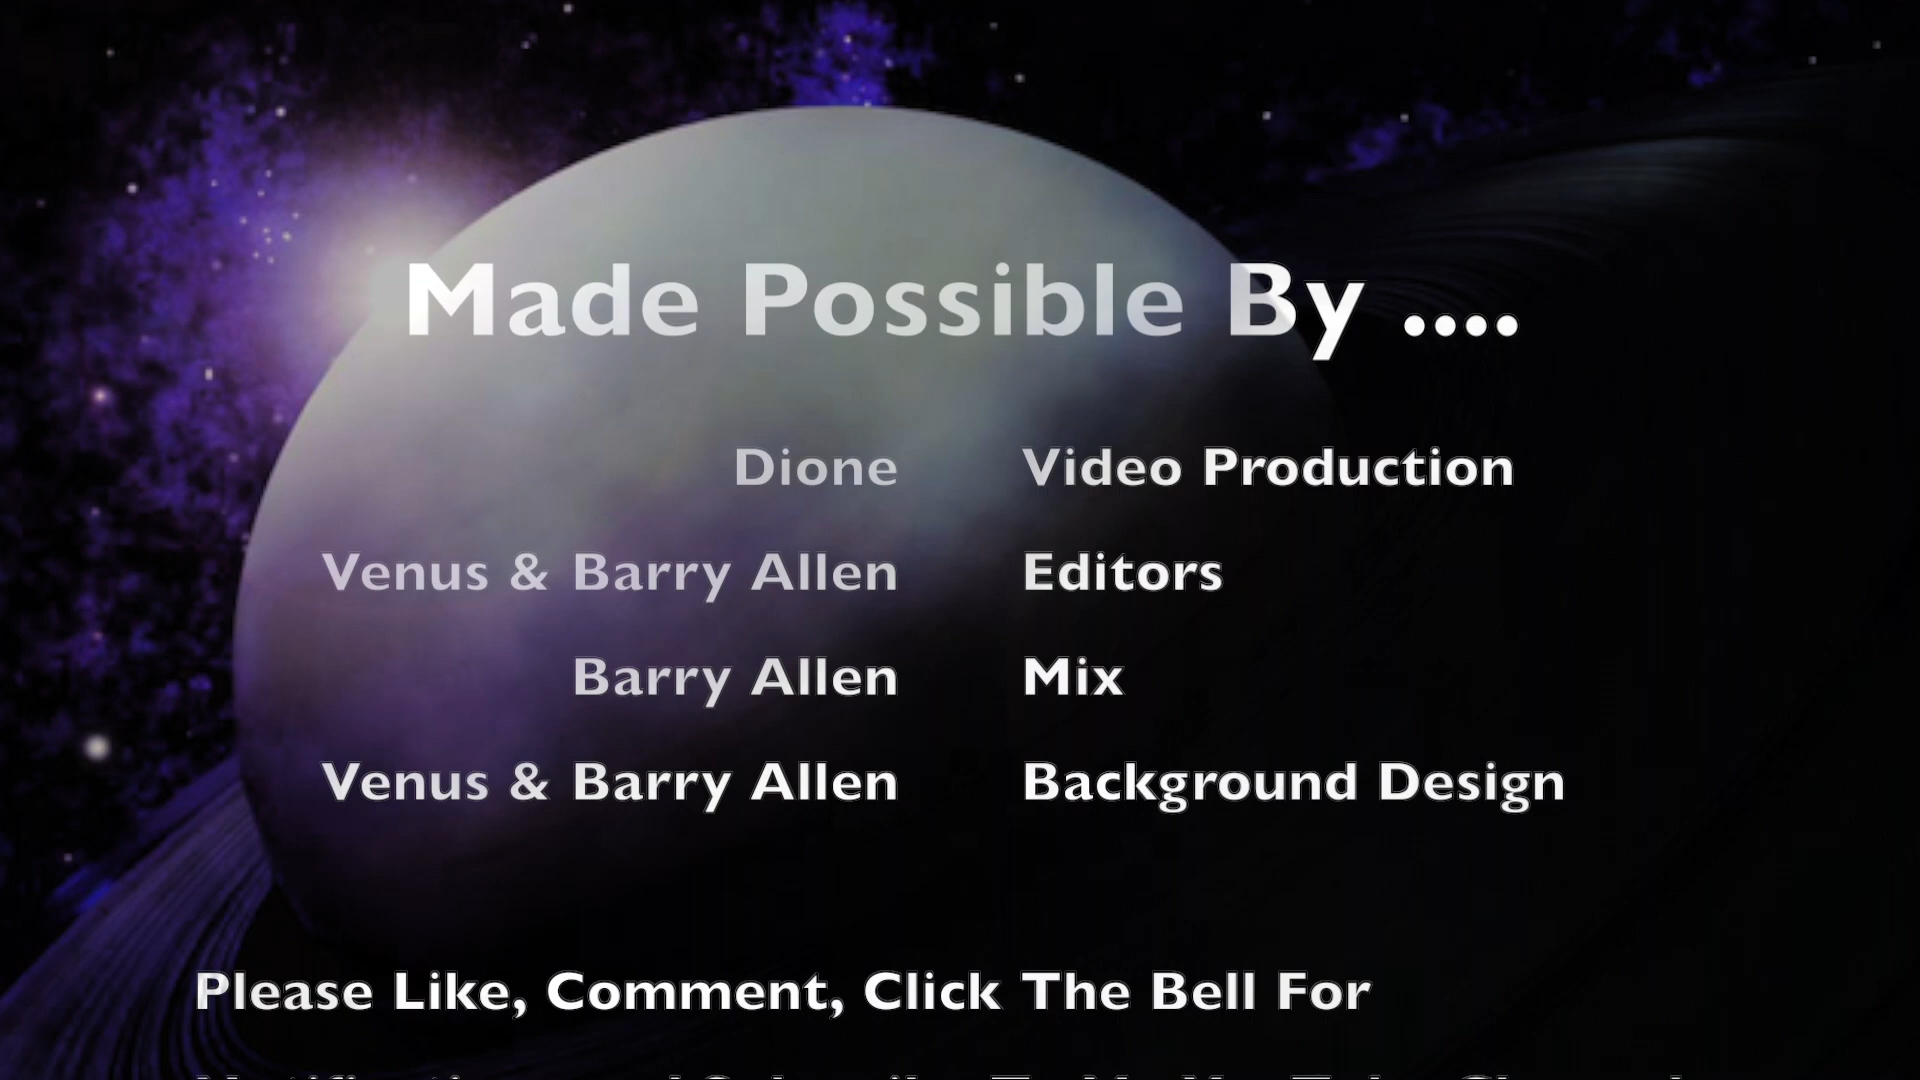 Made Possible By ....
Dione Video Production
Venus & Barry Allen Editors
Barry Allen Mix
Venus & Barry Allen Background Design
Please Like, Comment, Click The Bell For